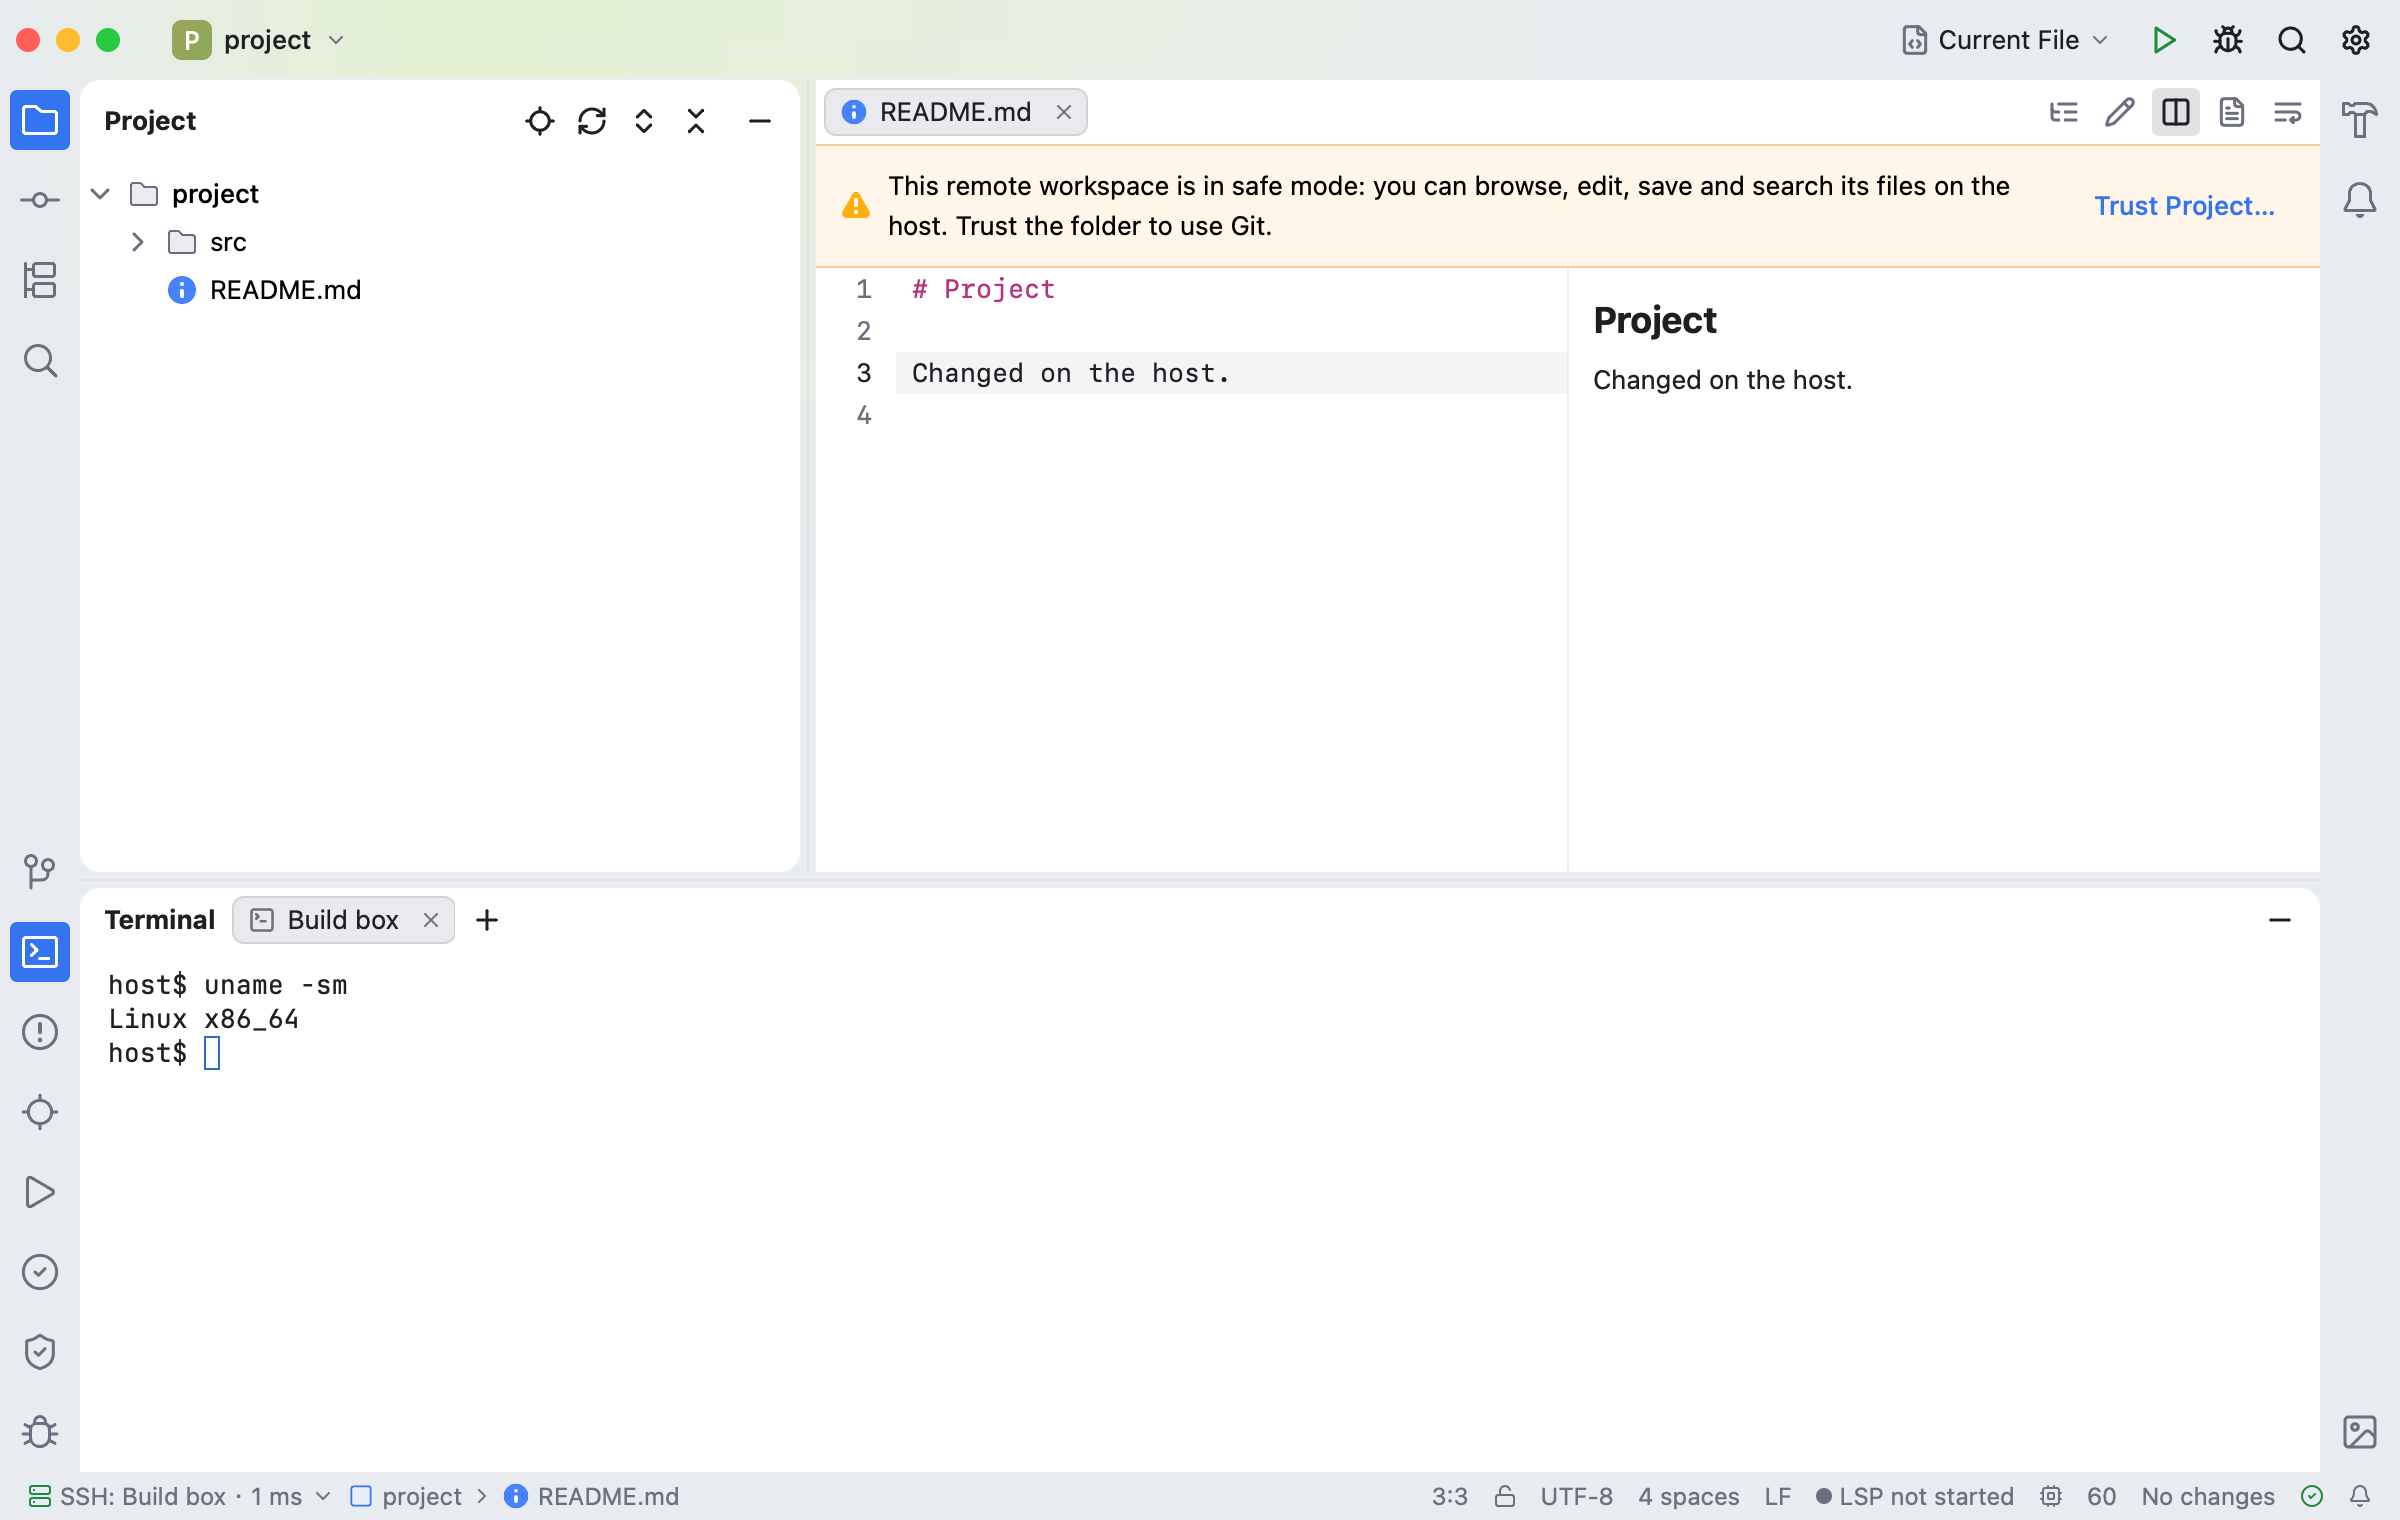 P project
Current File
Project
project
src
README.md
README.md
This remote workspace is in safe mode: you can browse, edit, save and search its files on the
host. Trust the folder to use Git.
Trust Project...
1 # Project
2
3 Changed on the host.
4
Project
Changed on the host.
Terminal
Build box
host$ uname -sm
Linux x86_64
host$
SSH: Build box · 1 ms
project
README.md
3:3
UTF-8
4 spaces
LF
LSP not started
60
No changes